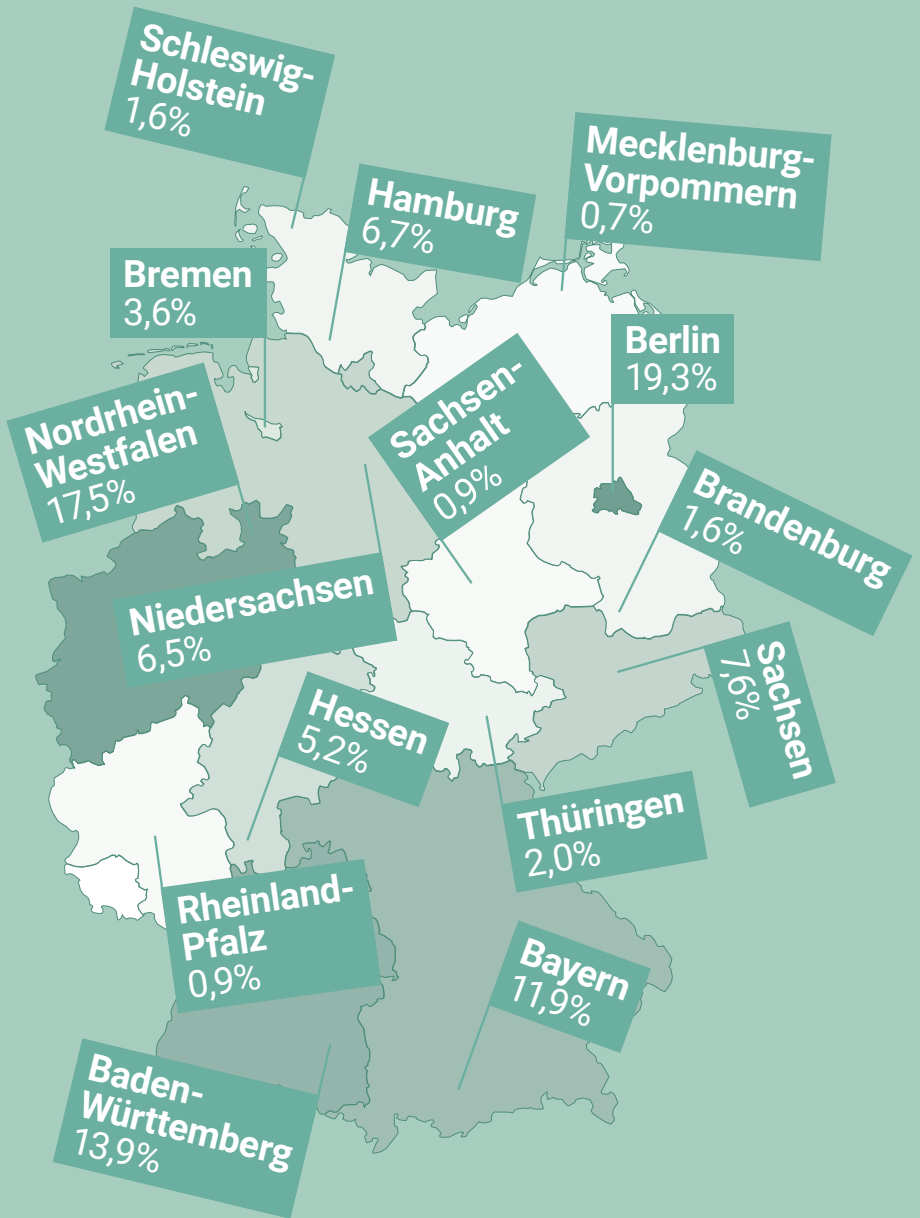 Schleswig-
Holstein
1,6%
Hamburg
6,7%
Mecklenburg-
Vorpommern
0,7%
Bremen
3,6%
Berlin
19,3%
Nordrhein-
Westfalen
17,5%
Sachsen-
Anhalt
0,9%
Brandenburg
1,6%
Niedersachsen
6,5%
Sachsen
7,6%
Hessen
5,2%
Thüringen
2,0%
Rheinland-
Pfalz
0,9%
Bayern
11,9%
Baden-
Württemberg
13,9%